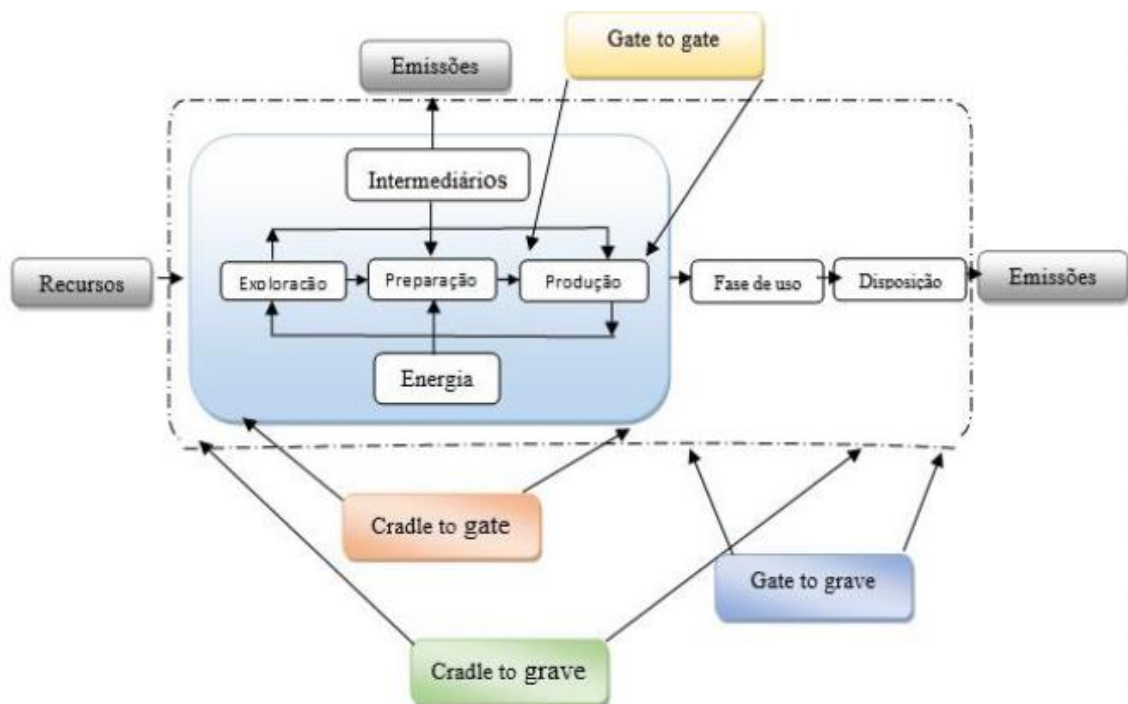 Gate to gate
Emissões
Intermediários
Recursos
Exploracão
Preparação
Produção
Fase de uso
Disposição
Emissões
Energia
Cradle to gate
Gate to grave
Cradle to grave